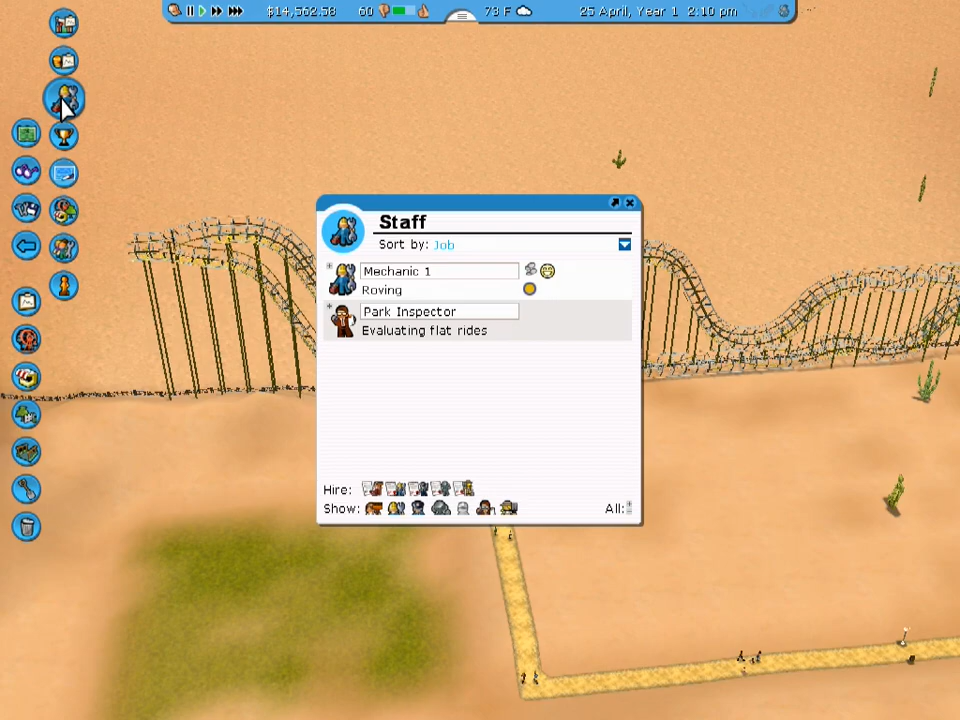 $14,562.58 60 73 F 25 April, Year 1 2:10 pm
Staff
Sort by: Job
Mechanic 1
Roving
Park Inspector
Evaluating flat rides
Hire:
Show: All: